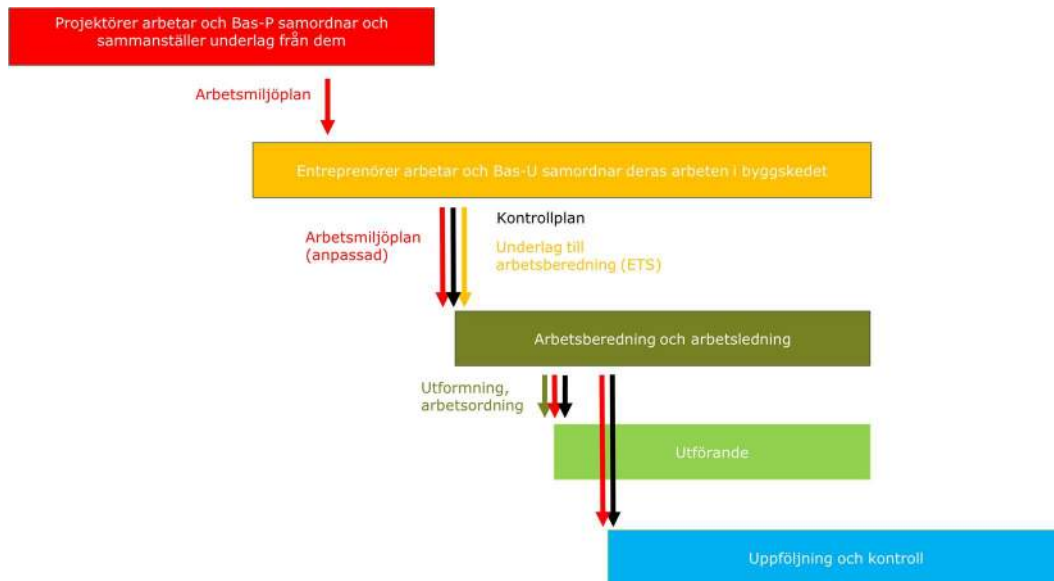 Projektörer arbetar och Bas-P samordnar och
sammanställer underlag från dem
Arbetsmiljöplan
Entreprenörer arbetar och Bas-U samordnar deras arbeten i byggskedet
Kontrollplan
Arbetsmiljöplan
(anpassad)
Underlag till
arbetsberedning (ETS)
Arbetsberedning och arbetsledning
Utformning,
arbetsordning
Utförande
Uppföljning och kontroll